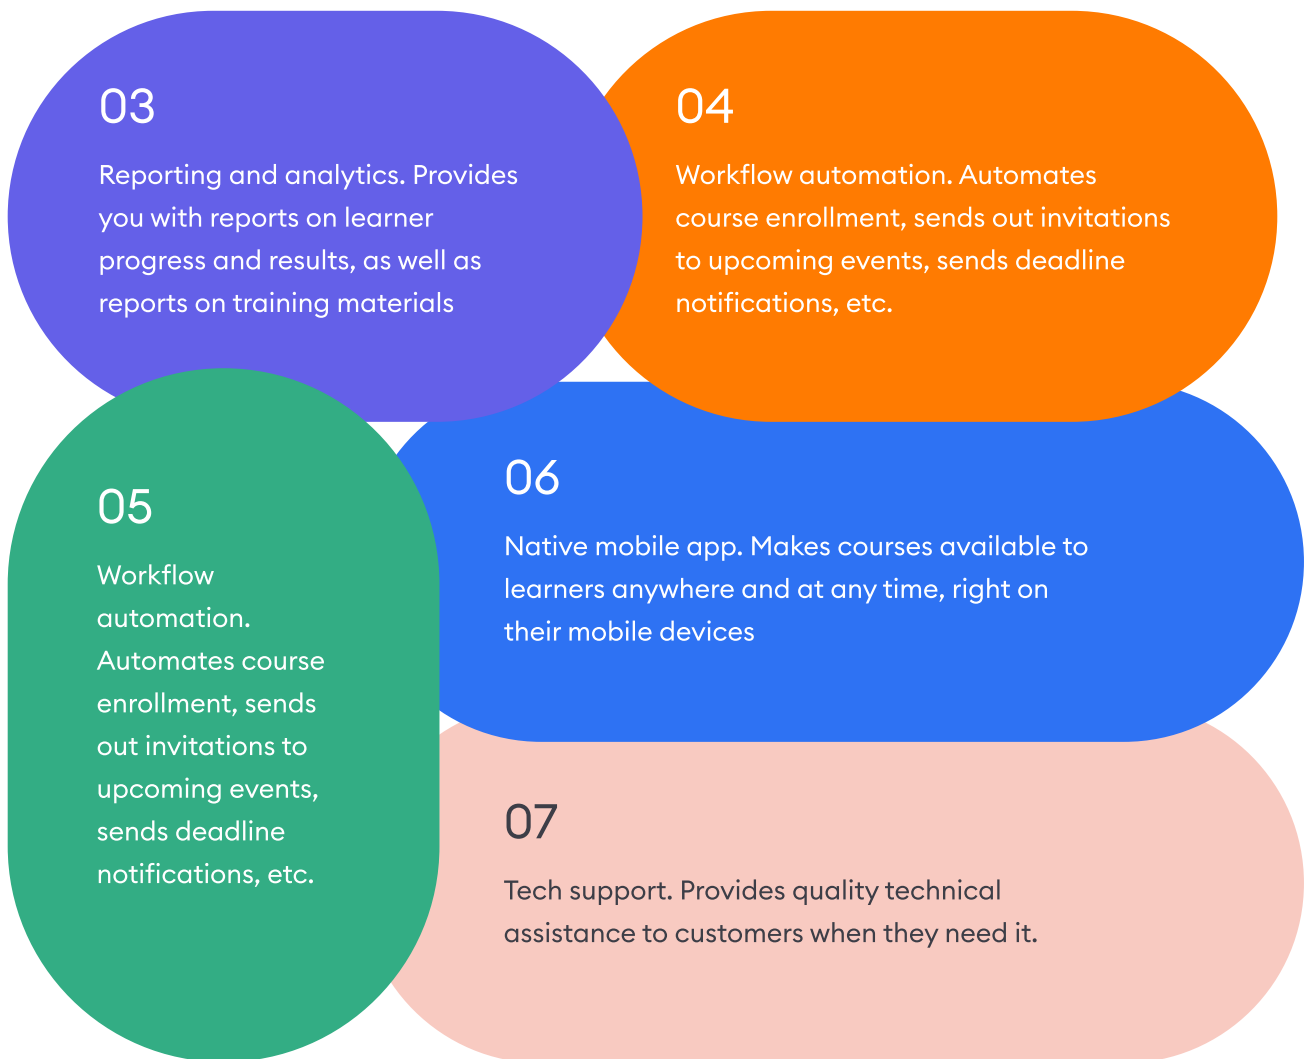 03
Reporting and analytics. Provides
you with reports on learner
progress and results, as well as
reports on training materials
04
Workflow automation. Automates
course enrollment, sends out invitations
to upcoming events, sends deadline
notifications, etc.
05
Workflow
automation.
Automates course
enrollment, sends
out invitations to
upcoming events,
sends deadline
notifications, etc.
06
Native mobile app. Makes courses available to
learners anywhere and at any time, right on
their mobile devices
07
Tech support. Provides quality technical
assistance to customers when they need it.